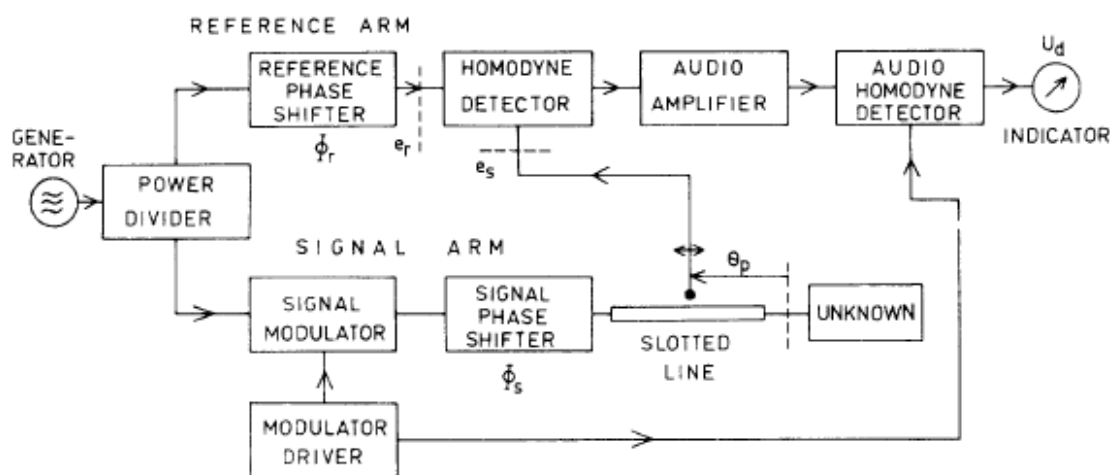 REFERENCE ARM
REFERENCE
PHASE
SHIFTER
Φr
er
HOMODYNE
DETECTOR
es
AUDIO
AMPLIFIER
AUDIO
HOMODYNE
DETECTOR
Ud
INDICATOR
GENE-
RATOR
POWER
DIVIDER
SIGNAL ARM
SIGNAL
MODULATOR
SIGNAL
PHASE
SHIFTER
Φs
θp
SLOTTED
LINE
UNKNOWN
MODULATOR
DRIVER